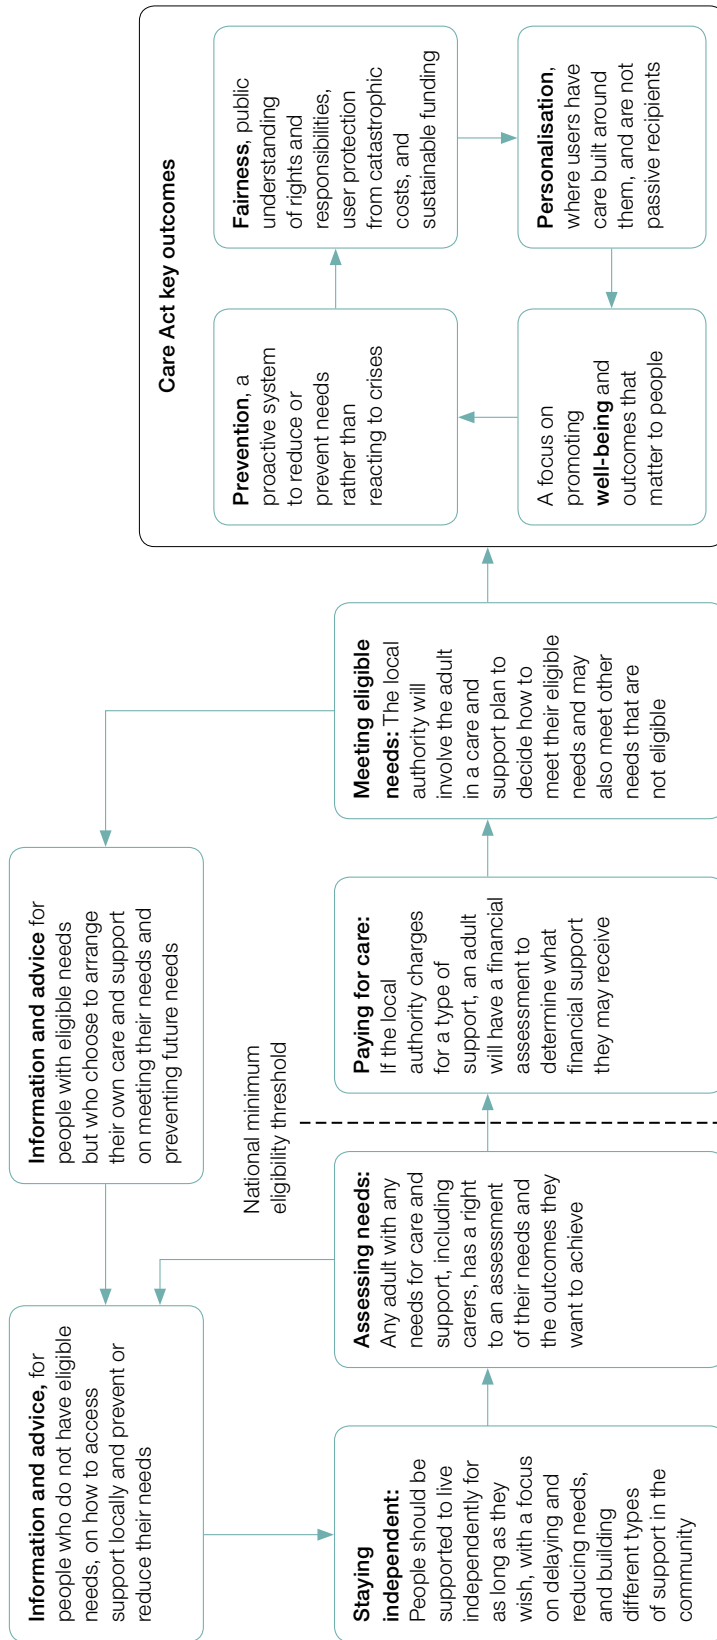 Information and advice, for
people who do not have eligible
needs, on how to access
support locally and prevent or
reduce their needs
Information and advice for
people with eligible needs
but who choose to arrange
their own care and support
on meeting their needs and
preventing future needs
National minimum
eligibility threshold
Staying
independent:
People should be
supported to live
independently for
as long as they
wish, with a focus
on delaying and
reducing needs,
and building
different types
of support in the
community
Assessing needs:
Any adult with any
needs for care and
support, including
carers, has a right
to an assessment
of their needs and
the outcomes they
want to achieve
Paying for care:
If the local
authority charges
for a type of
support, an adult
will have a financial
assessment to
determine what
financial support
they may receive
Meeting eligible
needs: The local
authority will
involve the adult
in a care and
support plan to
decide how to
meet their eligible
needs and may
also meet other
needs that are
not eligible
Care Act key outcomes
Prevention, a
proactive system
to reduce or
prevent needs
rather than
reacting to crises
Fairness, public
understanding
of rights and
responsibilities,
user protection
from catastrophic
costs, and
sustainable funding
A focus on
promoting
well-being and
outcomes that
matter to people
Personalisation,
where users have
care built around
them, and are not
passive recipients